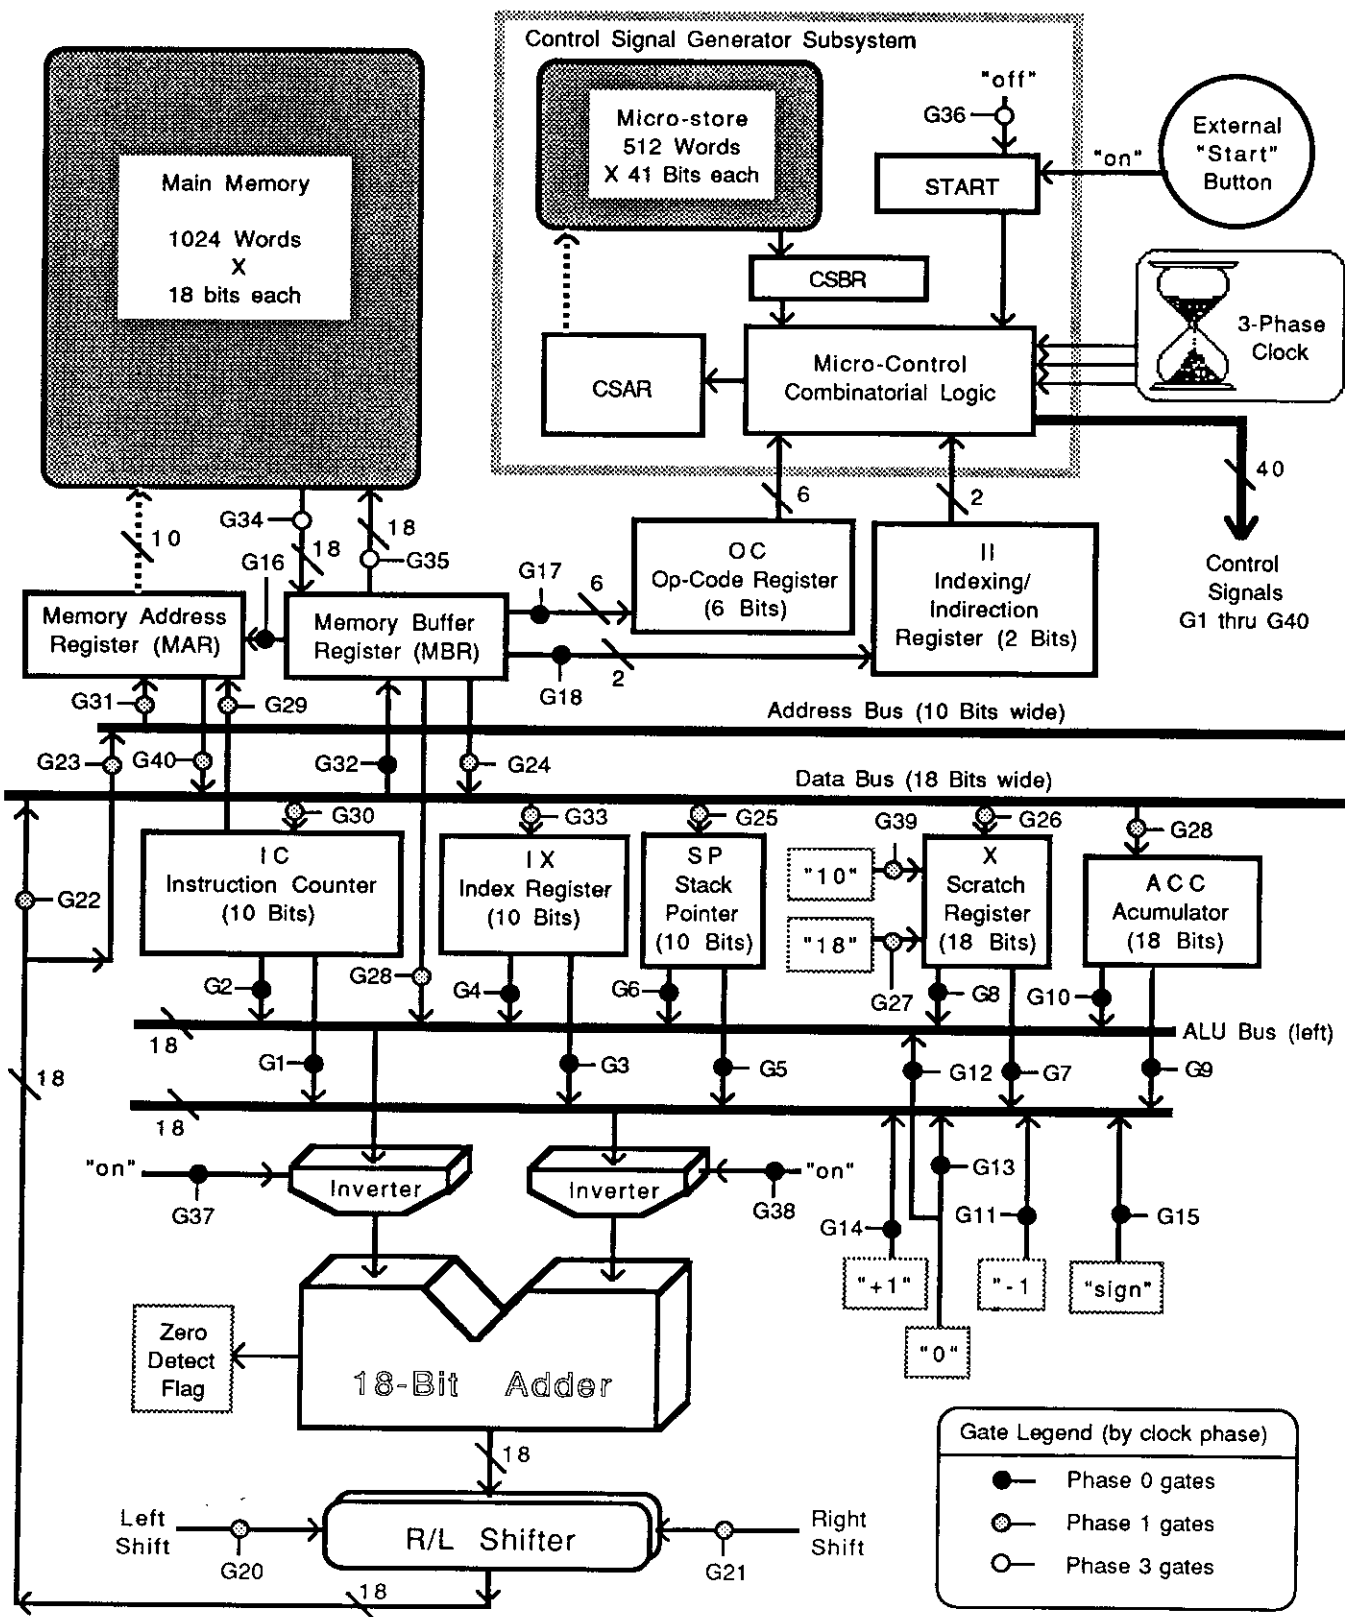 Control Signal Generator Subsystem
Micro-store
512 Words
X 41 Bits each
"off"
G36
START
"on"
External
"Start"
Button
Main Memory
1024 Words
X
18 bits each
CSBR
CSAR
Micro-Control
Combinatorial Logic
3-Phase
Clock
40
Control
Signals
G1 thru G40
6
2
10
G34
18
18
G35
G16
G17
6
OC
Op-Code Register
(6 Bits)
II
Indexing/
Indirection
Register (2 Bits)
Memory Address
Register (MAR)
Memory Buffer
Register (MBR)
G18
2
G31
G29
Address Bus (10 Bits wide)
G23
G40
G32
G24
Data Bus (18 Bits wide)
G30
G33
G25
G39
G26
G28
IC
Instruction Counter
(10 Bits)
IX
Index Register
(10 Bits)
SP
Stack
Pointer
(10 Bits)
"10"
"18"
X
Scratch
Register
(18 Bits)
ACC
Acumulator
(18 Bits)
G22
G2
G28
G4
G6
G27
G8
G10
18
ALU Bus (left)
G1
G3
G5
G12
G7
G9
18
18
"on"
G37
Inverter
Inverter
"on"
G38
G13
G14
G11
G15
"+1"
"-1
"sign"
"0"
Zero
Detect
Flag
18-Bit Adder
18
Left
Shift
G20
R/L Shifter
Right
Shift
G21
18
Gate Legend (by clock phase)
Phase 0 gates
Phase 1 gates
Phase 3 gates